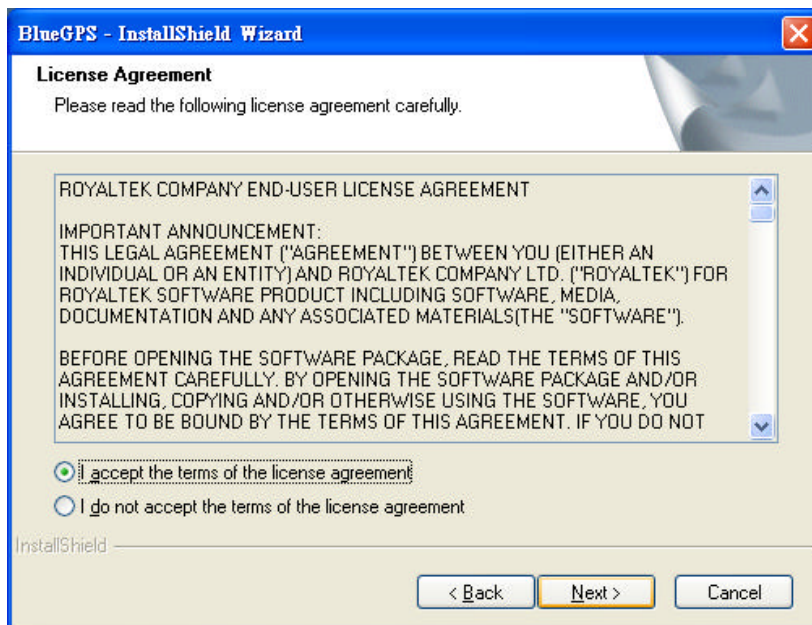 BlueGPS - InstallShield Wizard
License Agreement
Please read the following license agreement carefully.
ROYALTEK COMPANY END-USER LICENSE AGREEMENT
IMPORTANT ANNOUNCEMENT:
THIS LEGAL AGREEMENT ("AGREEMENT") BETWEEN YOU (EITHER AN
INDIVIDUAL OR AN ENTITY) AND ROYALTEK COMPANY LTD. ("ROYALTEK") FOR
ROYALTEK SOFTWARE PRODUCT INCLUDING SOFTWARE, MEDIA,
DOCUMENTATION AND ANY ASSOCIATED MATERIALS(THE "SOFTWARE").
BEFORE OPENING THE SOFTWARE PACKAGE, READ THE TERMS OF THIS
AGREEMENT CAREFULLY. BY OPENING THE SOFTWARE PACKAGE AND/OR
INSTALLING, COPYING AND/OR OTHERWISE USING THE SOFTWARE, YOU
AGREE TO BE BOUND BY THE TERMS OF THIS AGREEMENT. IF YOU DO NOT
I accept the terms of the license agreement
I do not accept the terms of the license agreement
InstallShield
< Back
Next >
Cancel